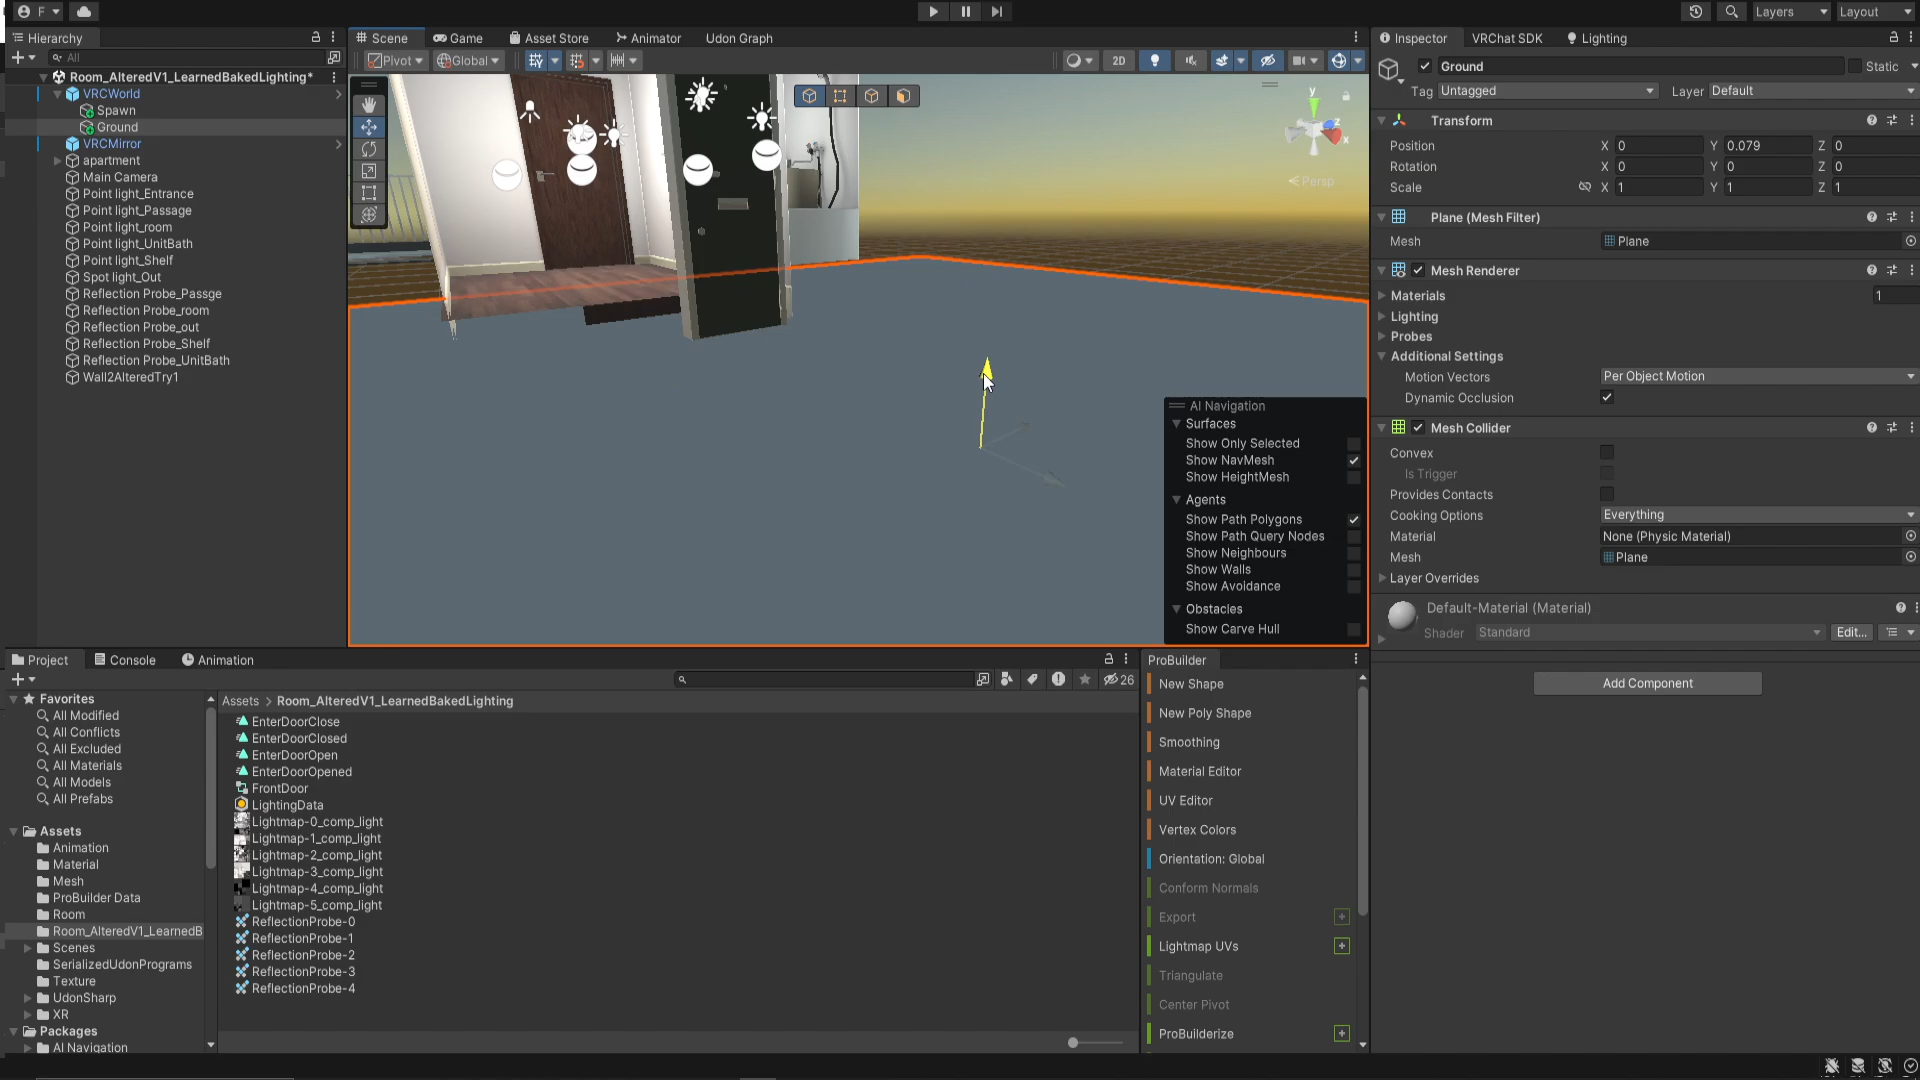 F
Layers
Layout
Hierarchy
All
Room_AlteredV1_LearnedBakedLighting*
VRCWorld
Spawn
Ground
VRCMirror
apartment
Main Camera
Point light_Entrance
Point light_Passage
Point light_room
Point light_UnitBath
Point light_Shelf
Spot light_Out
Reflection Probe_Passge
Reflection Probe_room
Reflection Probe_out
Reflection Probe_Shelf
Reflection Probe_UnitBath
Wall2AlteredTry1
Scene
Game
Asset Store
Animator
Udon Graph
Pivot
Global
2D
y
z
x
Persp
AI Navigation
Surfaces
Show Only Selected
Show NavMesh
Show HeightMesh
Agents
Show Path Polygons
Show Path Query Nodes
Show Neighbours
Show Walls
Show Avoidance
Obstacles
Show Carve Hull
Inspector
VRChat SDK
Lighting
Ground
Static
Tag Untagged Layer Default
Transform
Position X 0 Y 0.079 Z 0
Rotation X 0 Y 0 Z 0
Scale X 1 Y 1 Z 1
Plane (Mesh Filter)
Mesh Plane
Mesh Renderer
Materials 1
Lighting
Probes
Additional Settings
Motion Vectors Per Object Motion
Dynamic Occlusion
Mesh Collider
Convex
Is Trigger
Provides Contacts
Cooking Options Everything
Material None (Physic Material)
Mesh Plane
Layer Overrides
Default-Material (Material)
Shader Standard Edit...
Add Component
Project
Console
Animation
26
Favorites
All Modified
All Conflicts
All Excluded
All Materials
All Models
All Prefabs
Assets
Animation
Material
Mesh
ProBuilder Data
Room
Room_AlteredV1_LearnedB
Scenes
SerializedUdonPrograms
Texture
UdonSharp
XR
Packages
AI Navigation
Assets > Room_AlteredV1_LearnedBakedLighting
EnterDoorClose
EnterDoorClosed
EnterDoorOpen
EnterDoorOpened
FrontDoor
LightingData
Lightmap-0_comp_light
Lightmap-1_comp_light
Lightmap-2_comp_light
Lightmap-3_comp_light
Lightmap-4_comp_light
Lightmap-5_comp_light
ReflectionProbe-0
ReflectionProbe-1
ReflectionProbe-2
ReflectionProbe-3
ReflectionProbe-4
ProBuilder
New Shape
New Poly Shape
Smoothing
Material Editor
UV Editor
Vertex Colors
Orientation: Global
Conform Normals
Export
Lightmap UVs
Triangulate
Center Pivot
ProBuilderize